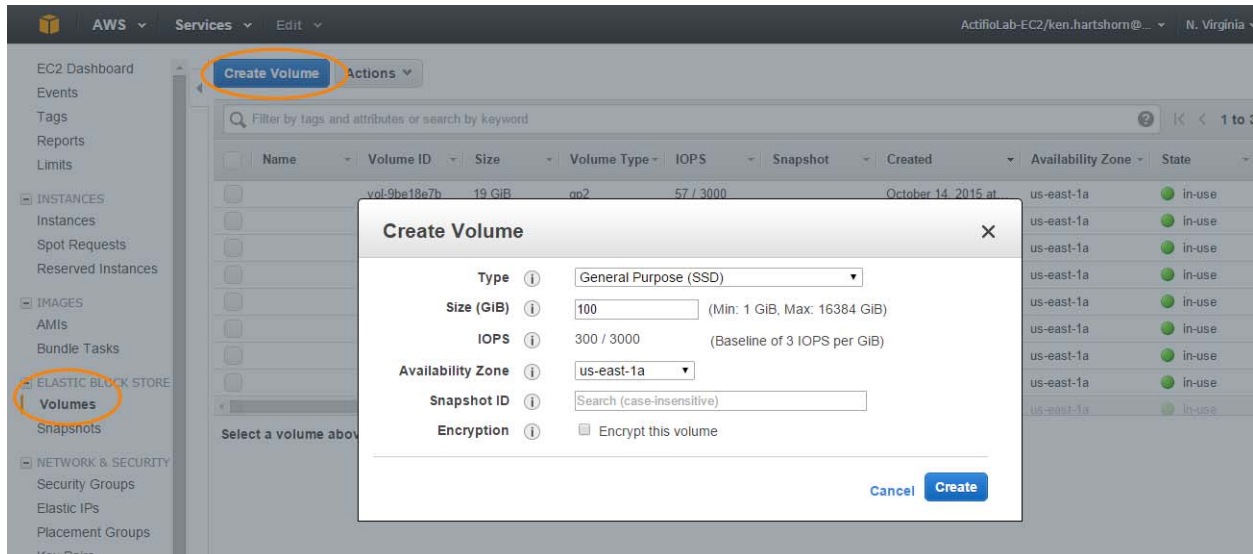 AWS Services Edit ActifioLab-EC2/ken.hartshorn@... N. Virginia
EC2 Dashboard
Events
Tags
Reports
Limits
INSTANCES
Instances
Spot Requests
Reserved Instances
IMAGES
AMIs
Bundle Tasks
ELASTIC BLOCK STORE
Volumes
Snapshots
NETWORK & SECURITY
Security Groups
Elastic IPs
Placement Groups
Create Volume Actions
Filter by tags and attributes or search by keyword 1 to
Name Volume ID Size Volume Type IOPS Snapshot Created Availability Zone State
vol-9be18e7b 19 GiB gp2 57 / 3000 October 14, 2015 at... us-east-1a in-use
us-east-1a in-use
us-east-1a in-use
us-east-1a in-use
us-east-1a in-use
us-east-1a in-use
us-east-1a in-use
us-east-1a in-use
us-east-1a in-use
Select a volume abov
Create Volume
Type General Purpose (SSD)
Size (GiB) 100 (Min: 1 GiB, Max: 16384 GiB)
IOPS 300 / 3000 (Baseline of 3 IOPS per GiB)
Availability Zone us-east-1a
Snapshot ID Search (case-insensitive)
Encryption Encrypt this volume
Cancel Create